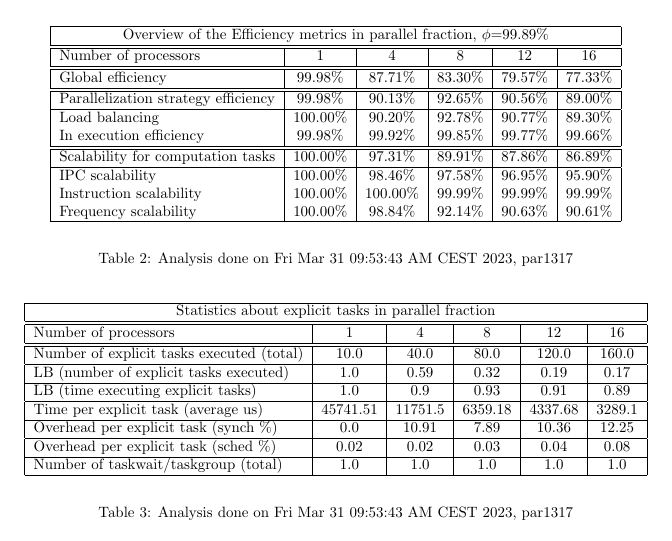 Overview of the Efficiency metrics in parallel fraction, ϕ=99.89%
Number of processors 1 4 8 12 16
Global efficiency 99.98% 87.71% 83.30% 79.57% 77.33%
Parallelization strategy efficiency 99.98% 90.13% 92.65% 90.56% 89.00%
Load balancing 100.00% 90.20% 92.78% 90.77% 89.30%
In execution efficiency 99.98% 99.92% 99.85% 99.77% 99.66%
Scalability for computation tasks 100.00% 97.31% 89.91% 87.86% 86.89%
IPC scalability 100.00% 98.46% 97.58% 96.95% 95.90%
Instruction scalability 100.00% 100.00% 99.99% 99.99% 99.99%
Frequency scalability 100.00% 98.84% 92.14% 90.63% 90.61%
Table 2: Analysis done on Fri Mar 31 09:53:43 AM CEST 2023, par1317
Statistics about explicit tasks in parallel fraction
Number of processors 1 4 8 12 16
Number of explicit tasks executed (total) 10.0 40.0 80.0 120.0 160.0
LB (number of explicit tasks executed) 1.0 0.59 0.32 0.19 0.17
LB (time executing explicit tasks) 1.0 0.9 0.93 0.91 0.89
Time per explicit task (average us) 45741.51 11751.5 6359.18 4337.68 3289.1
Overhead per explicit task (synch %) 0.0 10.91 7.89 10.36 12.25
Overhead per explicit task (sched %) 0.02 0.02 0.03 0.04 0.08
Number of taskwait/taskgroup (total) 1.0 1.0 1.0 1.0 1.0
Table 3: Analysis done on Fri Mar 31 09:53:43 AM CEST 2023, par1317